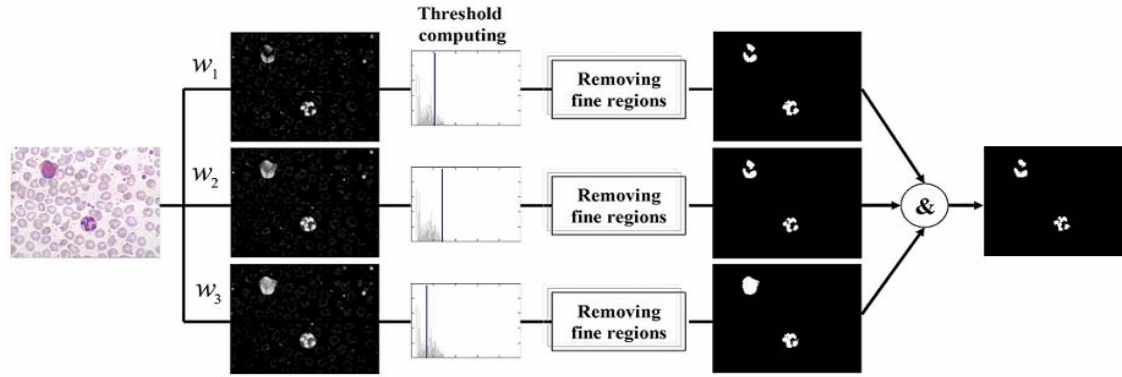 Threshold
computing
w1
Removing
fine regions
w2
Removing
fine regions
&
w3
Removing
fine regions